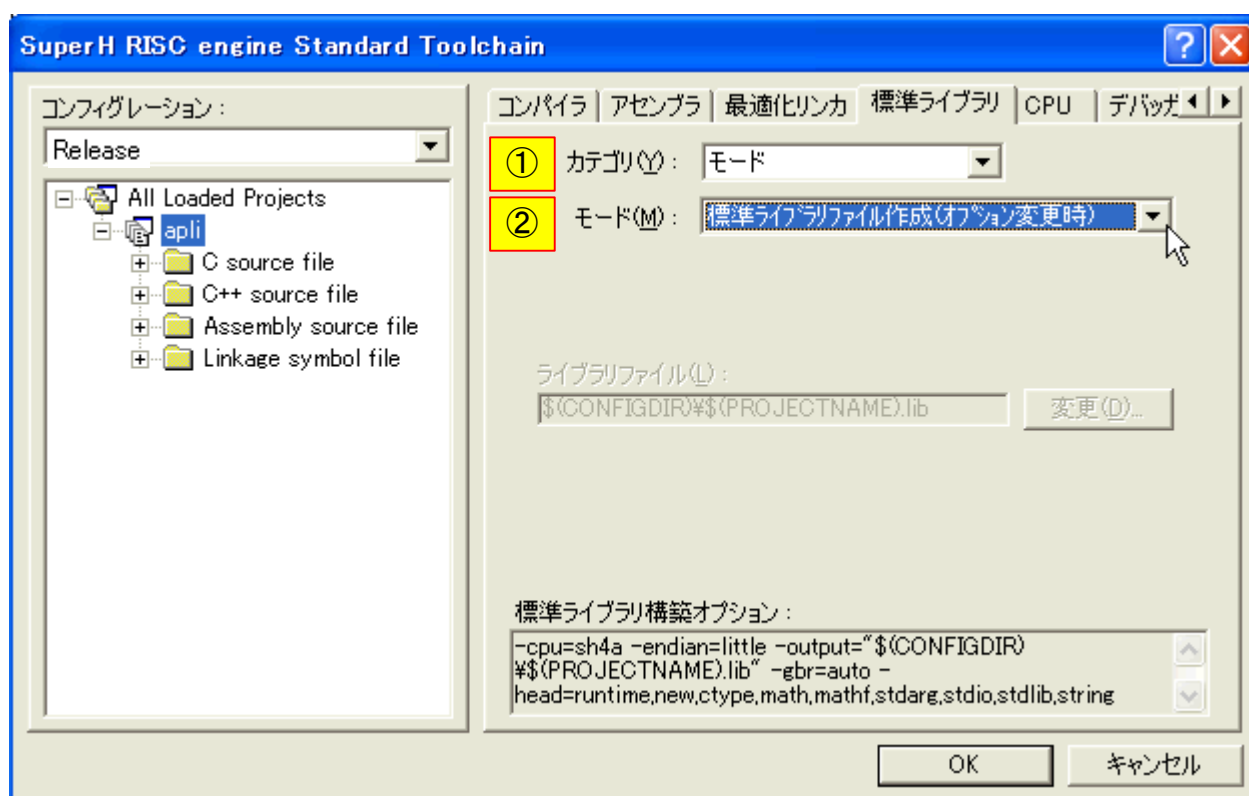 SuperH RISC engine Standard Toolchain
コンフィグレーション :
Release
All Loaded Projects
apli
C source file
C++ source file
Assembly source file
Linkage symbol file
コンパイラ アセンブラ 最適化リンカ 標準ライブラリ CPU デバッガ
① カテゴリ(Y) : モード
② モード(M) : 標準ライブラリファイル作成(オプション変更時)
ライブラリファイル(L) :
$(CONFIGDIR)¥$(PROJECTNAME).lib 変更(D)...
標準ライブラリ構築オプション :
-cpu=sh4a -endian=little -output="$(CONFIGDIR)
¥$(PROJECTNAME).lib" -gbr=auto -
head=runtime,new,ctype,math,mathf,stdarg,stdio,stdlib,string
OK キャンセル